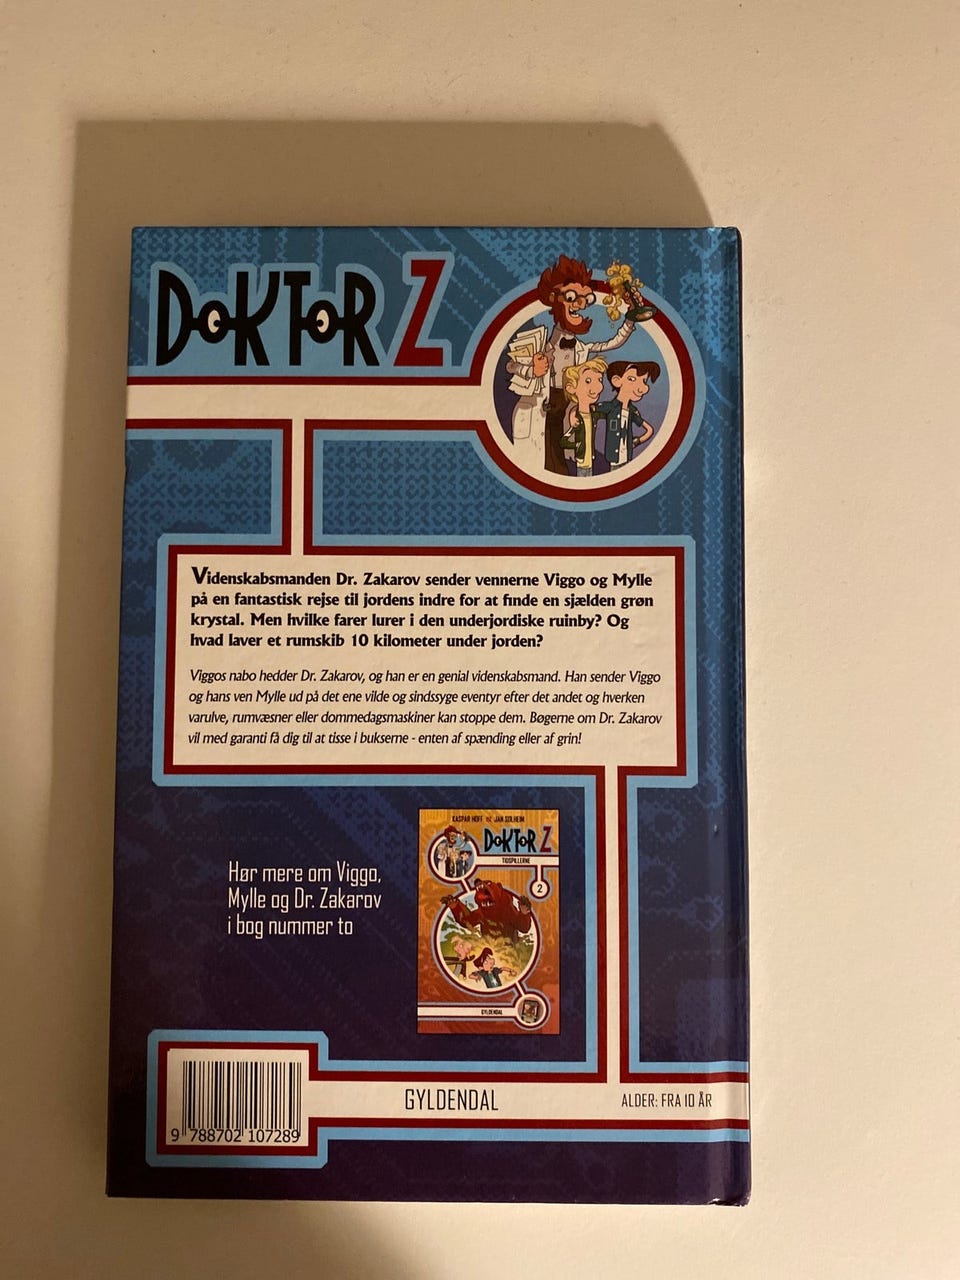 DOKTOR Z
Videnskabsmanden Dr. Zakarov sender vennerne Viggo og Mylle
på en fantastisk rejse til jordens indre for at finde en sjælden grøn
krystal. Men hvilke farer lurer i den underjordiske ruinby? Og
hvad laver et rumskib 10 kilometer under jorden?
Viggos nabo hedder Dr. Zakarov, og han er en genial videnskabsmand. Han sender Viggo
og hans ven Mylle ud på det ene vilde og sindssyge eventyr efter det andet og hverken
varulve, rumvæsner eller dommedagsmaskiner kan stoppe dem. Bøgerne om Dr. Zakarov
vil med garanti få dig til at tisse i bukserne - enten af spænding eller af grin!
Hør mere om Viggo,
Mylle og Dr. Zakarov
i bog nummer to
KASPAR HOFF JAN SOLHEIM
DOKTOR Z
TIDSPILLERNE
2
GYLDENDAL
9 788702 107289
GYLDENDAL
ALDER: FRA 10 ÅR